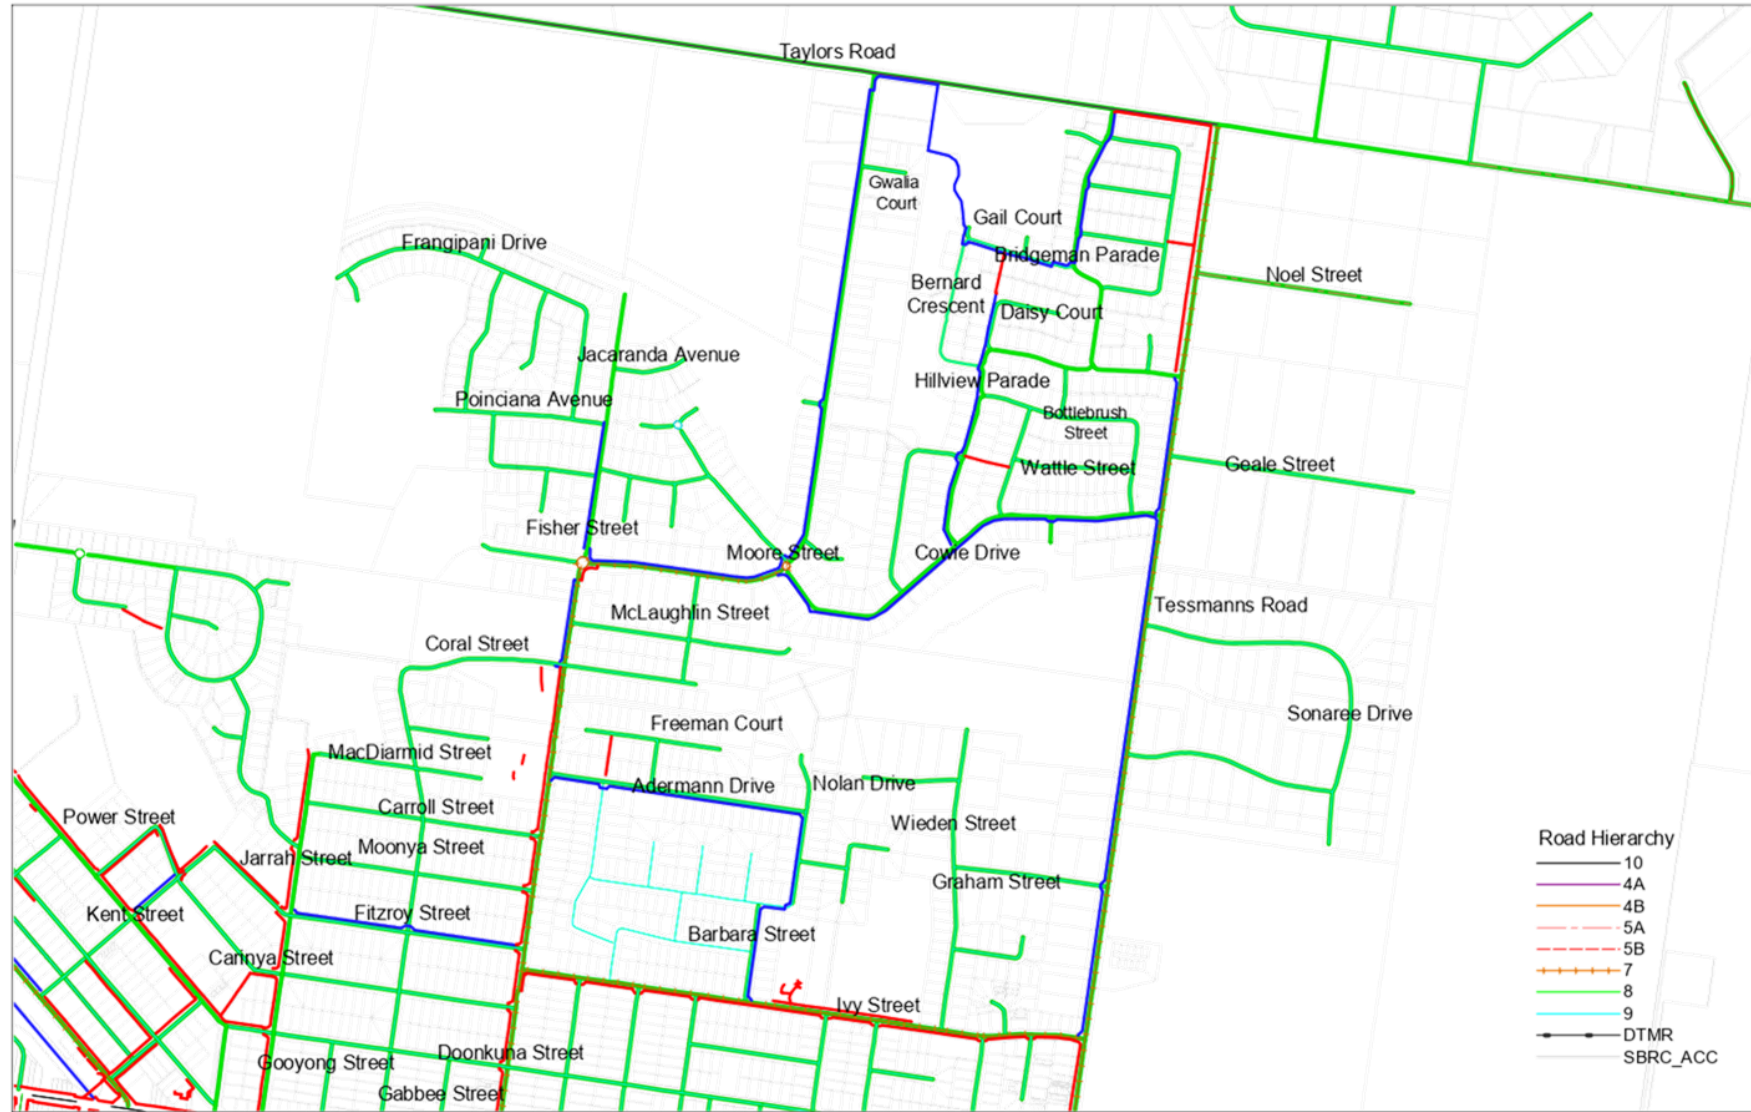 Taylors Road
Gwalia
Court
Gail Court
Frangipani Drive
Bridgeman Parade
Noel Street
Bernard
Crescent
Daisy Court
Jacaranda Avenue
Hillview Parade
Poinciana Avenue
Bottlebrush
Street
Wattle Street
Geale Street
Fisher Street
Moore Street
Cowie Drive
McLaughlin Street
Tessmanns Road
Coral Street
Sonaree Drive
Freeman Court
MacDiarmid Street
Adermann Drive
Nolan Drive
Carroll Street
Power Street
Wieden Street
Moonya Street
Jarrah Street
Graham Street
Kent Street
Fitzroy Street
Barbara Street
Carinya Street
Ivy Street
Doonkuna Street
Gooyong Street
Gabbee Street
Road Hierarchy
10
4A
4B
5A
5B
7
8
9
DTMR
SBRC_ACC